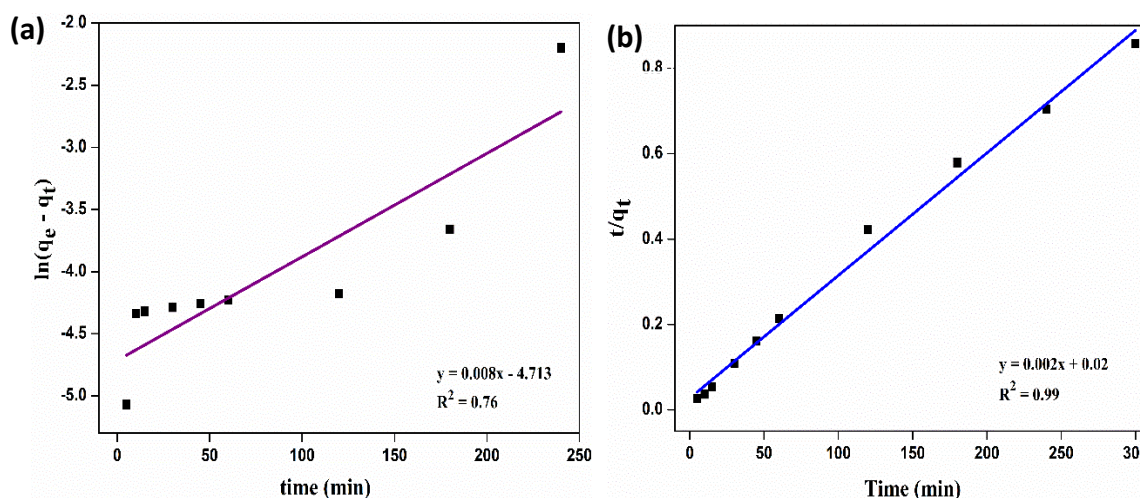 (a)
-2.0
-2.5
-3.0
-3.5
-4.0
-4.5
-5.0
ln(qe - qt)
0
50
100
150
200
250
time (min)
y = 0.008x - 4.713
R2 = 0.76
(b)
0.8
0.6
0.4
0.2
0.0
t/qt
0
50
100
150
200
250
30
Time (min)
y = 0.002x + 0.02
R2 = 0.99